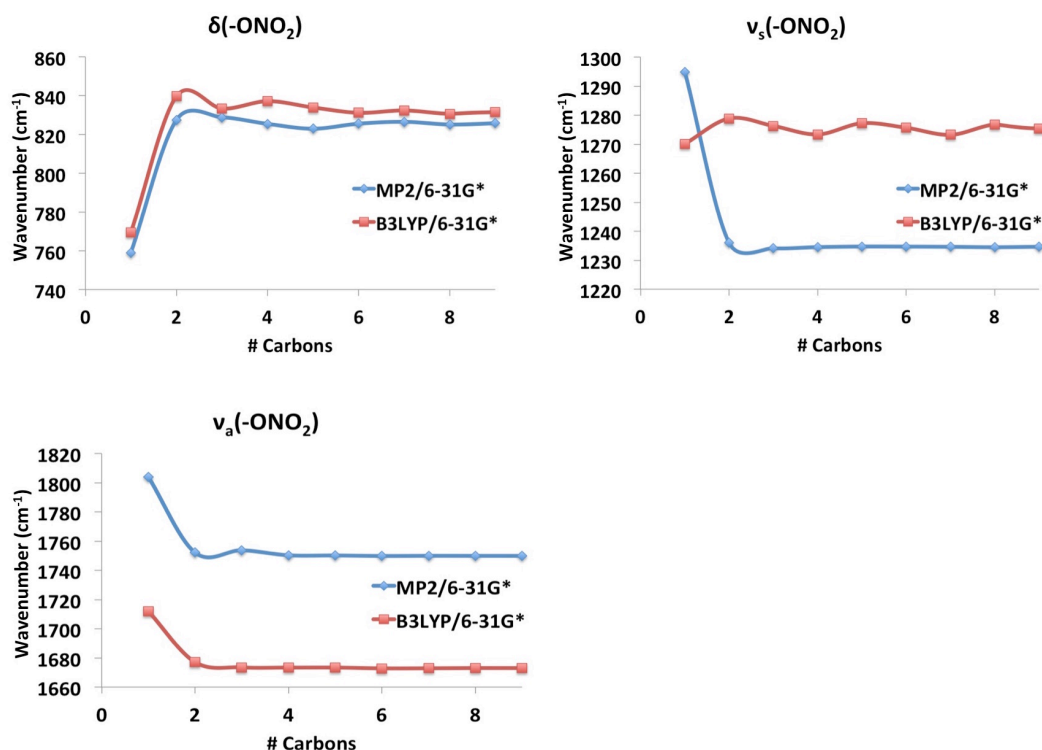 δ(-ONO₂)
Wavenumber (cm⁻¹)
860
840
820
800
780
760
740
0 2 4 6 8
# Carbons
MP2/6-31G*
B3LYP/6-31G*
νₛ(-ONO₂)
Wavenumber (cm⁻¹)
1300
1290
1280
1270
1260
1250
1240
1230
1220
0 2 4 6 8
# Carbons
MP2/6-31G*
B3LYP/6-31G*
νₐ(-ONO₂)
Wavenumber (cm⁻¹)
1820
1800
1780
1760
1740
1720
1700
1680
1660
0 2 4 6 8
# Carbons
MP2/6-31G*
B3LYP/6-31G*